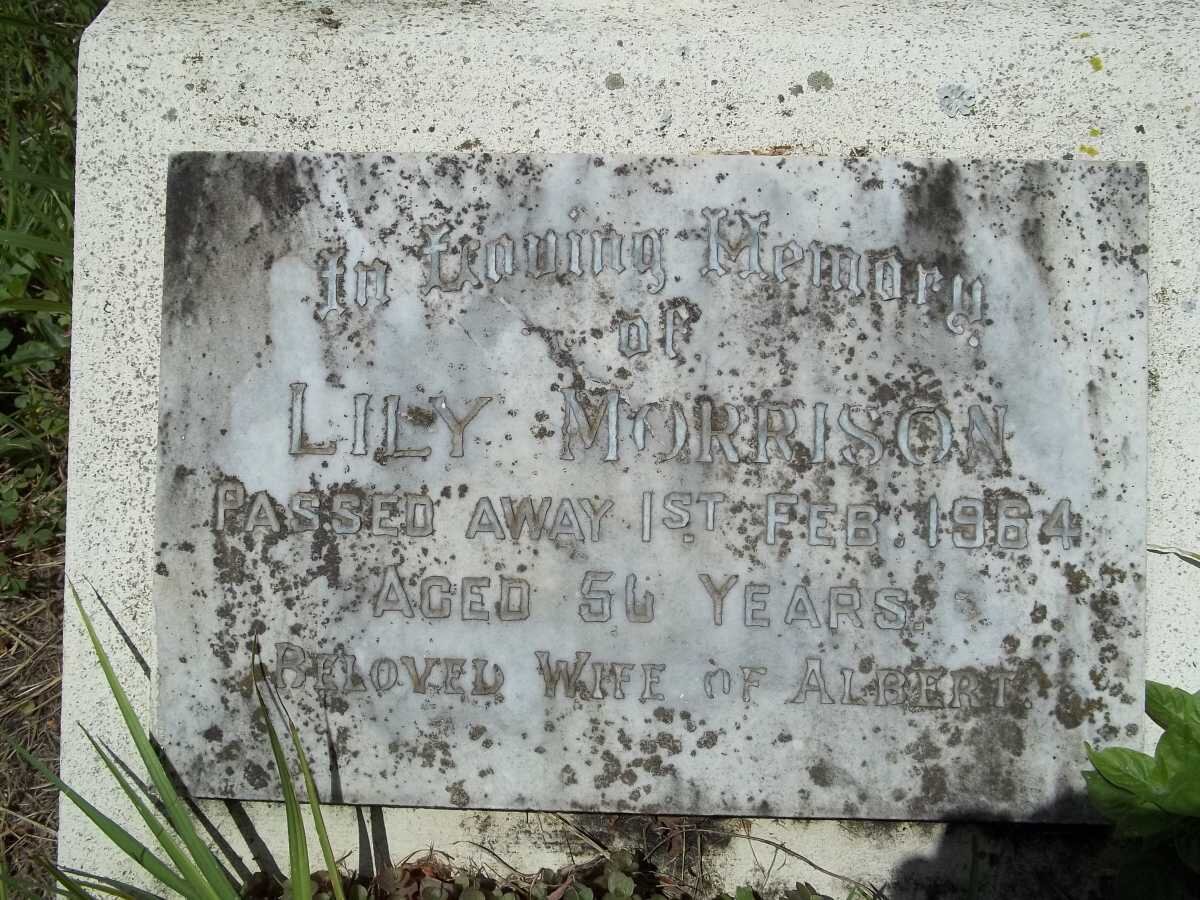 In Loving Memory
of
LILY MORRISON
PASSED AWAY 1ST. FEB. 1964
AGED 56 YEARS.
BELOVED WIFE OF ALBERT.